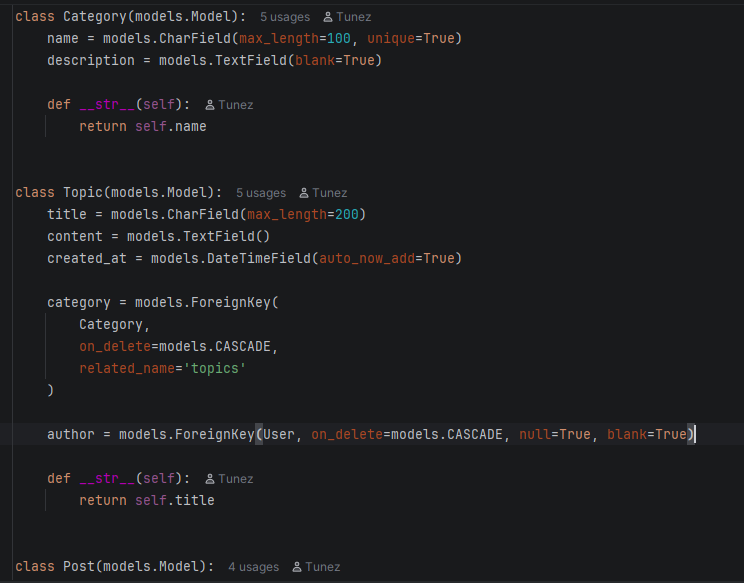 class Category(models.Model):  5 usages  Tunez
    name = models.CharField(max_length=100, unique=True)
    description = models.TextField(blank=True)
    def __str__(self):  Tunez
        return self.name
class Topic(models.Model):  5 usages  Tunez
    title = models.CharField(max_length=200)
    content = models.TextField()
    created_at = models.DateTimeField(auto_now_add=True)
    category = models.ForeignKey(
        Category,
        on_delete=models.CASCADE,
        related_name='topics'
    )
    author = models.ForeignKey(User, on_delete=models.CASCADE, null=True, blank=True)
    def __str__(self):  Tunez
        return self.title
class Post(models.Model):  4 usages  Tunez